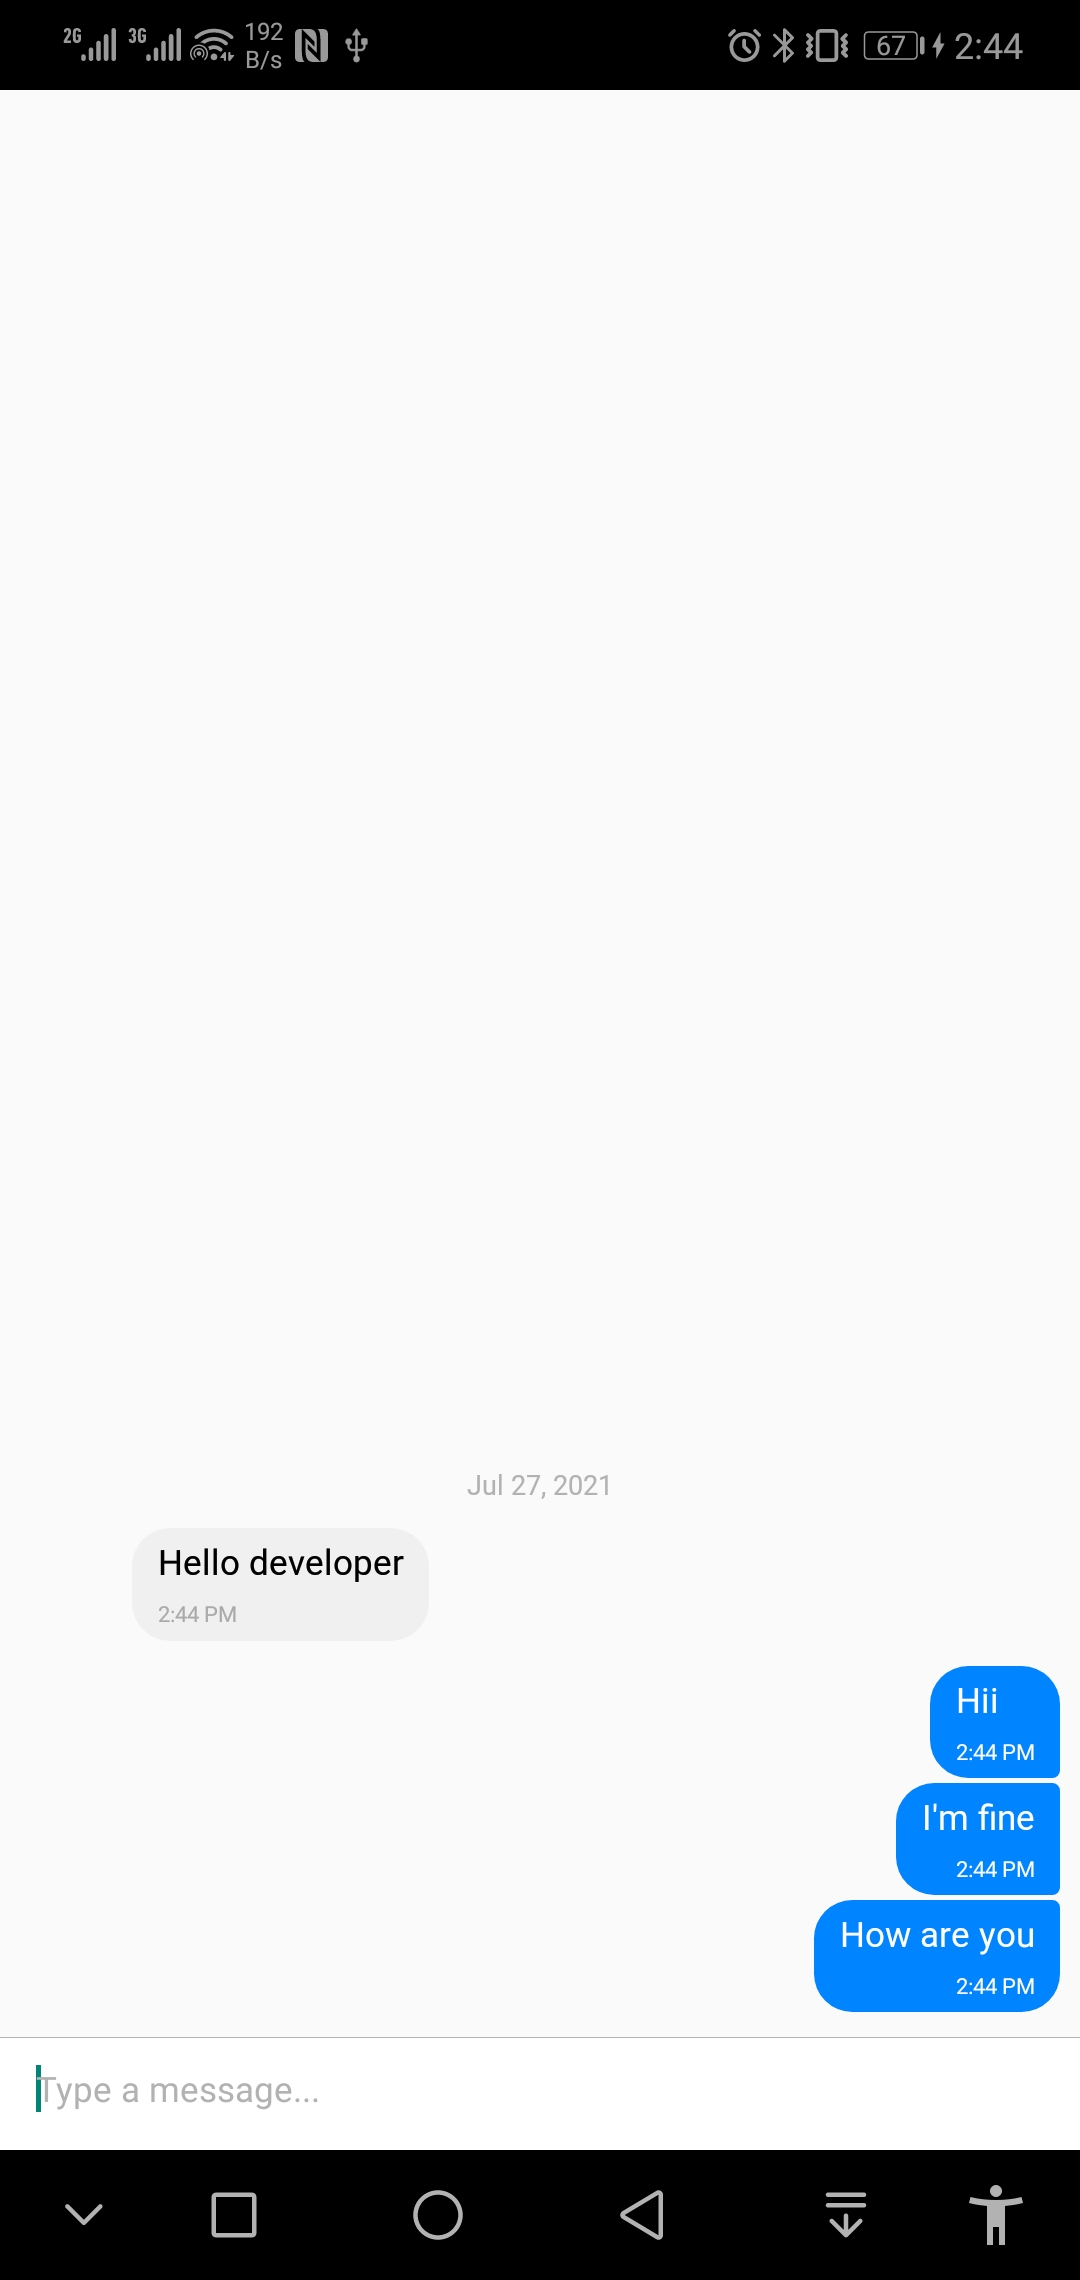 2G 3G 192 B/s 67 2:44
Jul 27, 2021
Hello developer
2:44 PM
Hii
2:44 PM
I'm fine
2:44 PM
How are you
2:44 PM
Type a message...